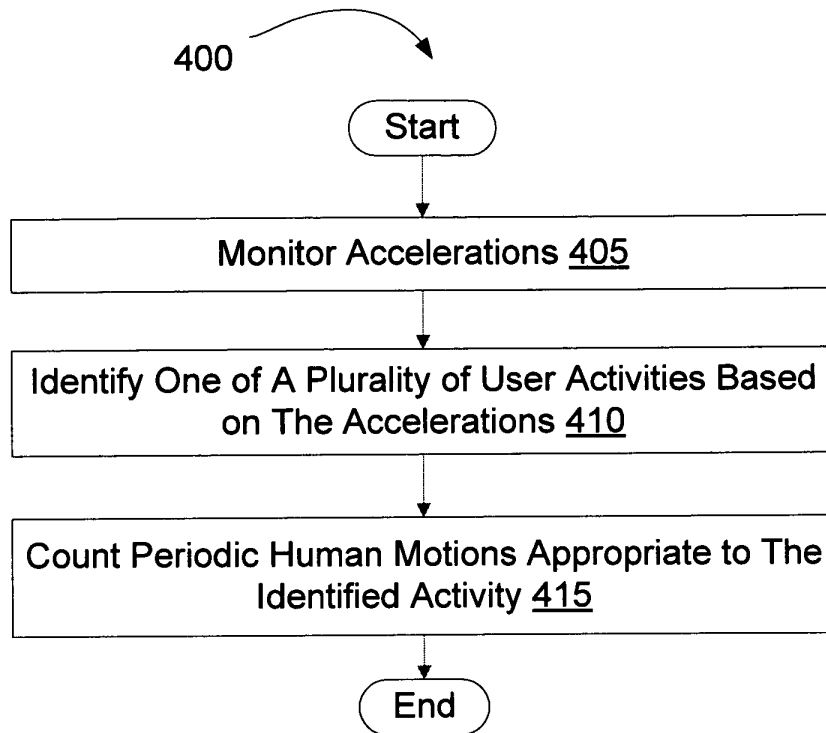 400
Start
Monitor Accelerations 405
Identify One of A Plurality of User Activities Based
on The Accelerations 410
Count Periodic Human Motions Appropriate to The
Identified Activity 415
End